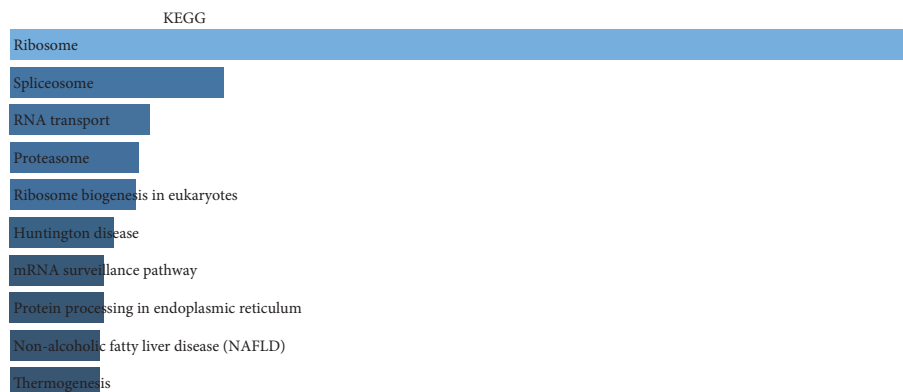 KEGG
Ribosome
Spliceosome
RNA transport
Proteasome
Ribosome biogenesis in eukaryotes
Huntington disease
mRNA surveillance pathway
Protein processing in endoplasmic reticulum
Non-alcoholic fatty liver disease (NAFLD)
Thermogenesis